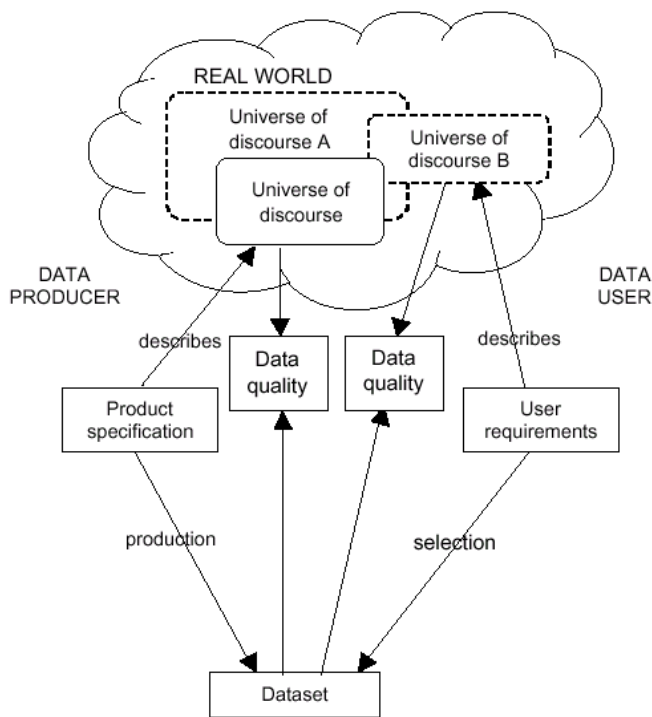 REAL WORLD
Universe of
discourse A
Universe of
discourse B
Universe of
discourse
DATA
PRODUCER
DATA
USER
describes
describes
Data
quality
Data
quality
Product
specification
User
requirements
production
selection
Dataset